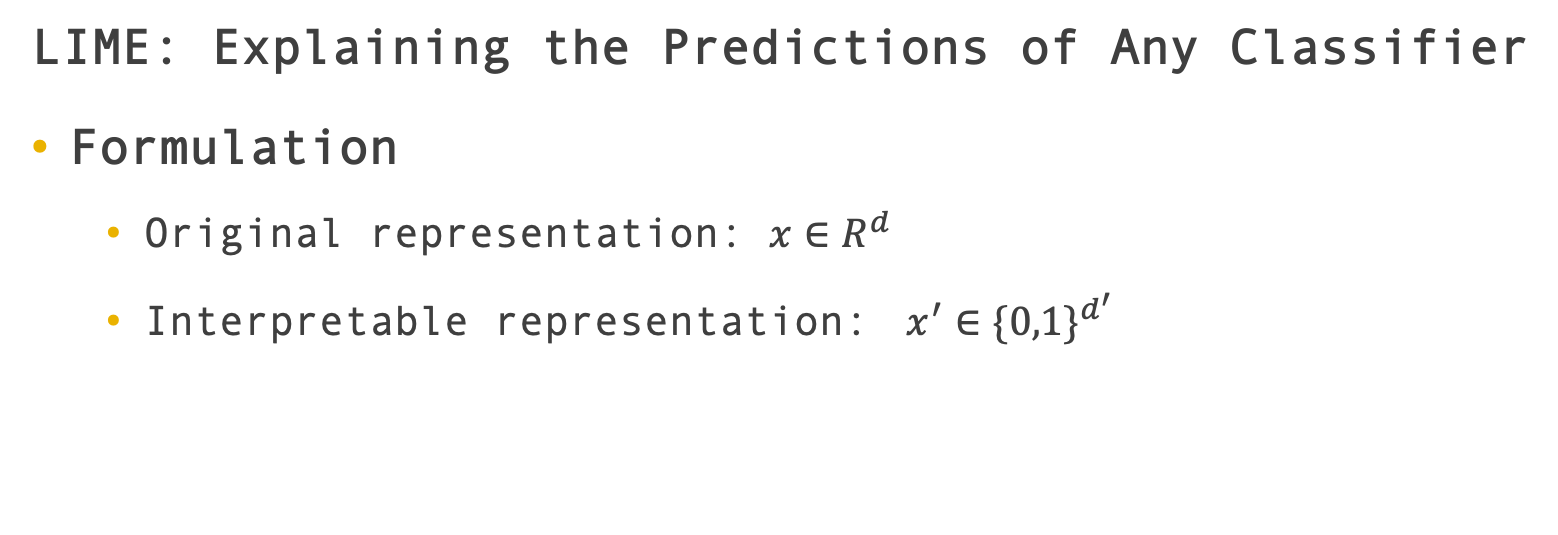 LIME: Explaining the Predictions of Any Classifier
• Formulation
• Original representation: x ∈ R^d
• Interpretable representation: x′ ∈ {0,1}^d′